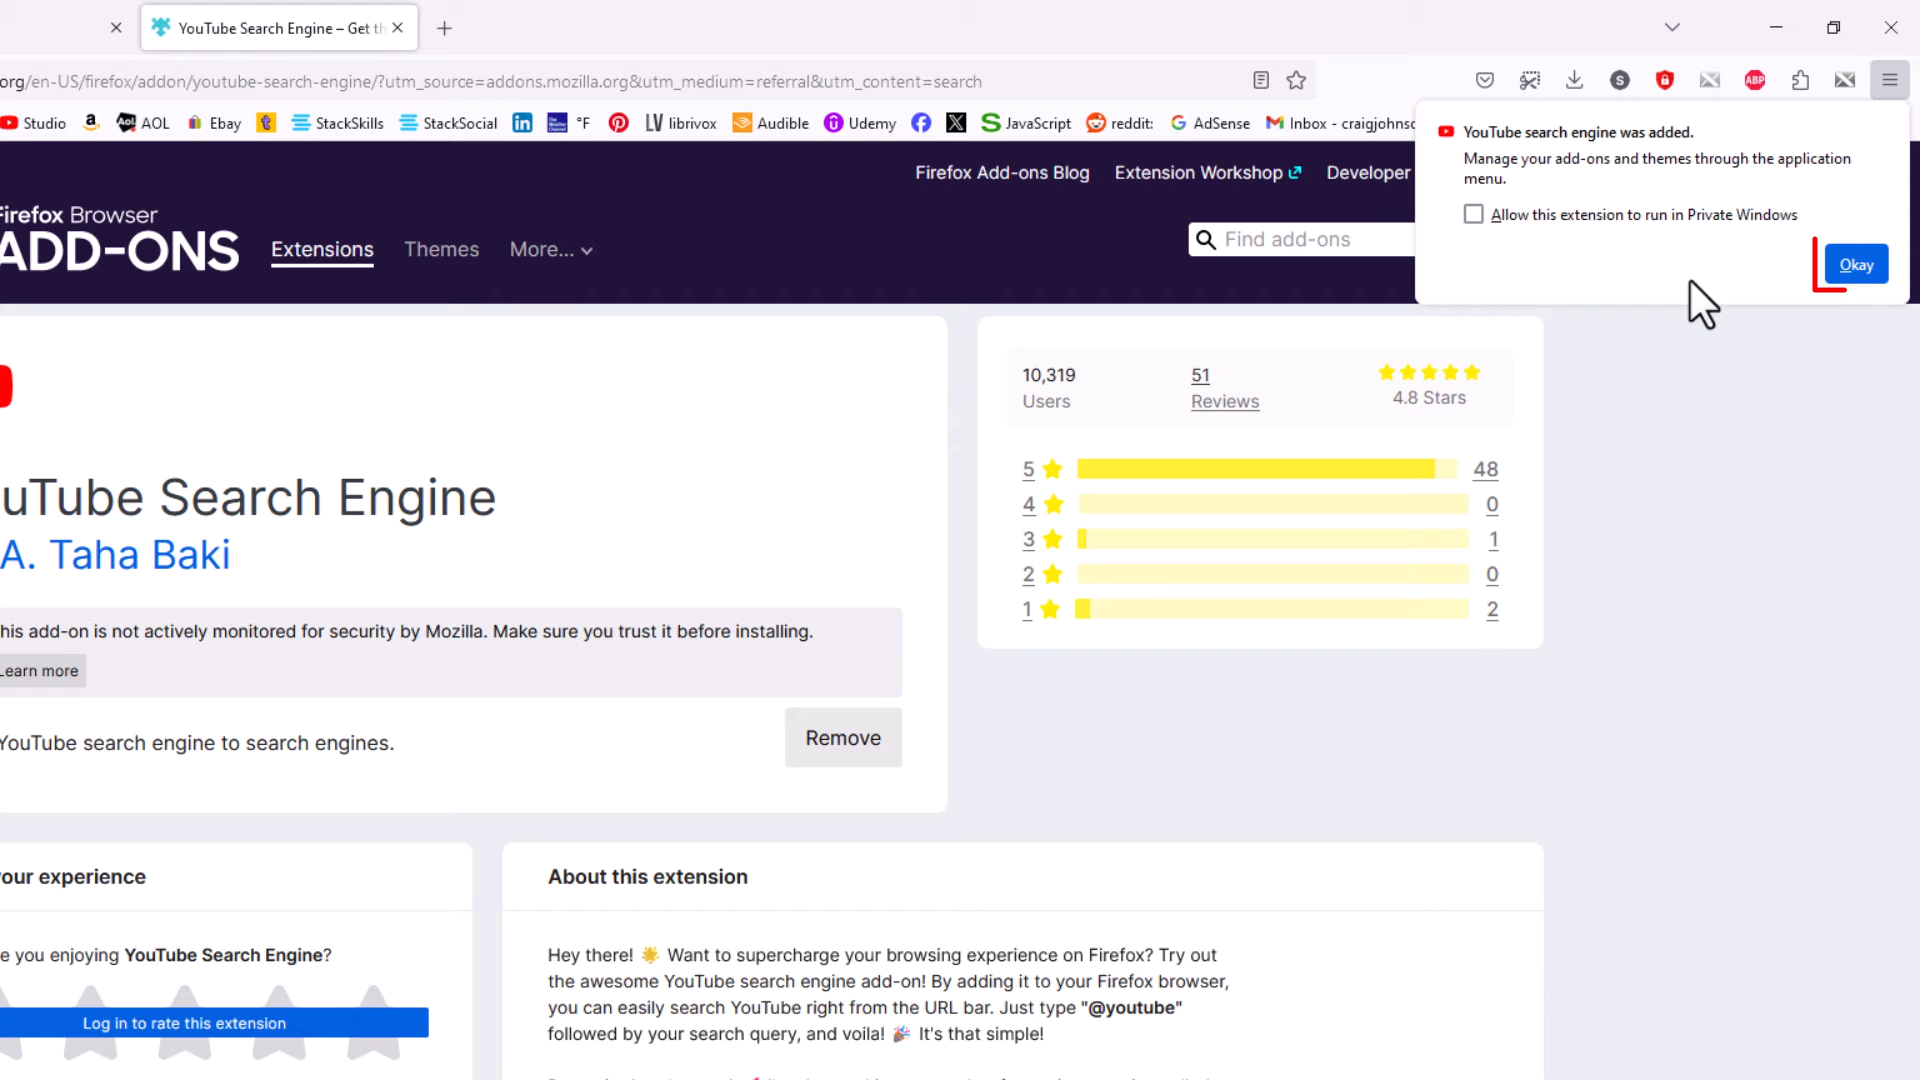 YouTube Search Engine – Get th
org/en-US/firefox/addon/youtube-search-engine/?utm_source=addons.mozilla.org&utm_medium=referral&utm_content=search
S ABP
Studio a Aol. AOL Ebay StackSkills StackSocial in °F LV librivox Audible Udemy X S JavaScript reddit: G AdSense M Inbox - craigjohnsc
YouTube search engine was added.
Manage your add-ons and themes through the application
menu.
Allow this extension to run in Private Windows
Okay
Firefox Add-ons Blog Extension Workshop Developer
Firefox Browser
ADD-ONS
Extensions Themes More...
Find add-ons
10,319
Users
51
Reviews
4.8 Stars
5 48
4 0
3 1
2 0
1 2
uTube Search Engine
A. Taha Baki
his add-on is not actively monitored for security by Mozilla. Make sure you trust it before installing.
Learn more
YouTube search engine to search engines.
Remove
our experience
e you enjoying YouTube Search Engine?
Log in to rate this extension
About this extension
Hey there! 🌟 Want to supercharge your browsing experience on Firefox? Try out
the awesome YouTube search engine add-on! By adding it to your Firefox browser,
you can easily search YouTube right from the URL bar. Just type "@youtube"
followed by your search query, and voila! 🎉 It's that simple!